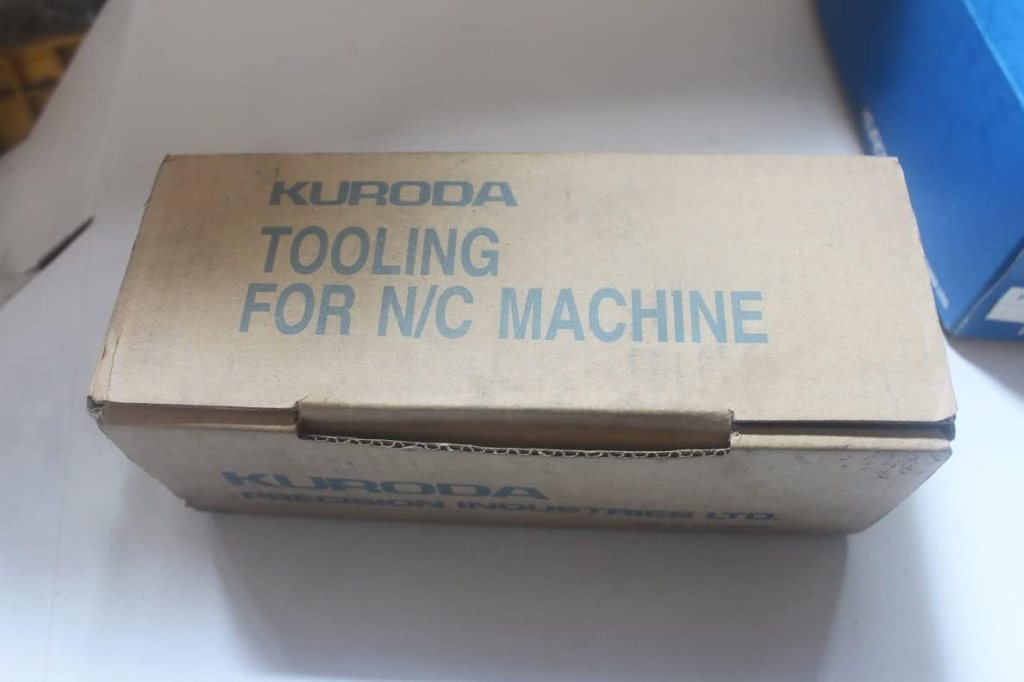 KURODA
TOOLING
FOR N/C MACHINE
KURODA
PRECISION INDUSTRIES LTD.